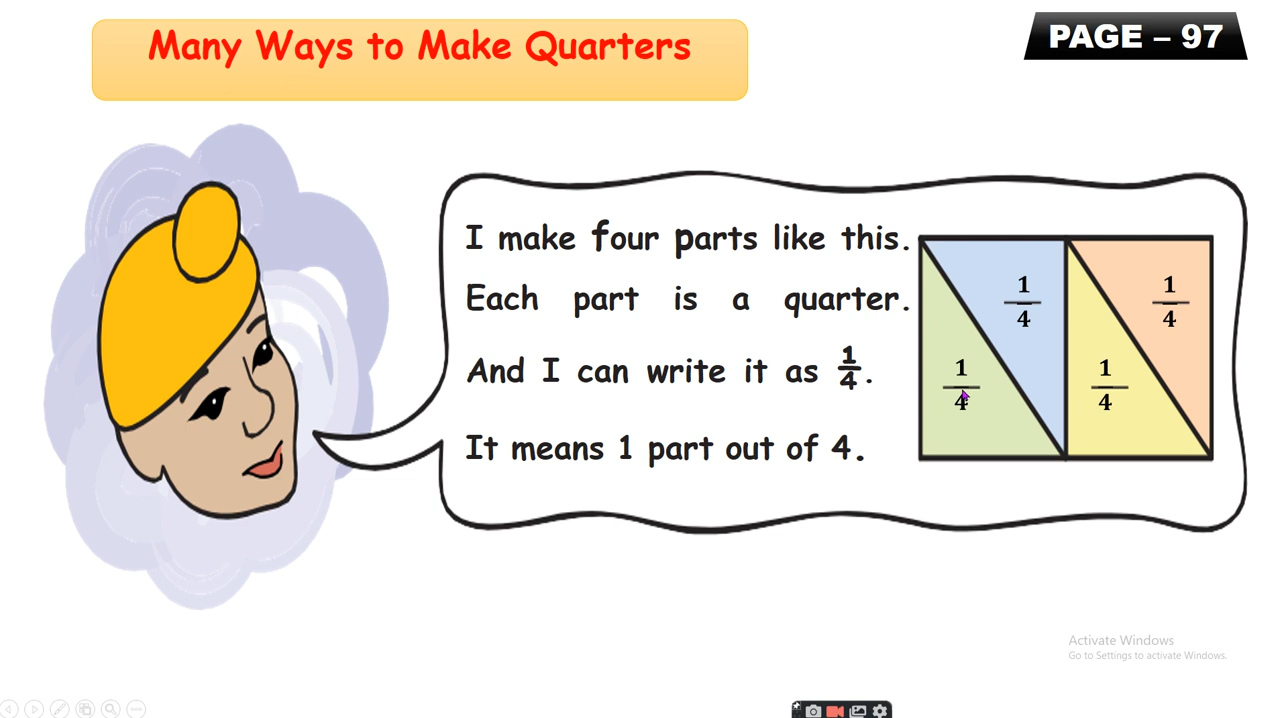 Many Ways to Make Quarters
PAGE – 97
I make four parts like this.
Each part is a quarter.
And I can write it as 1/4.
It means 1 part out of 4.
1/4
1/4
1/4
1/4
Activate Windows
Go to Settings to activate Windows.